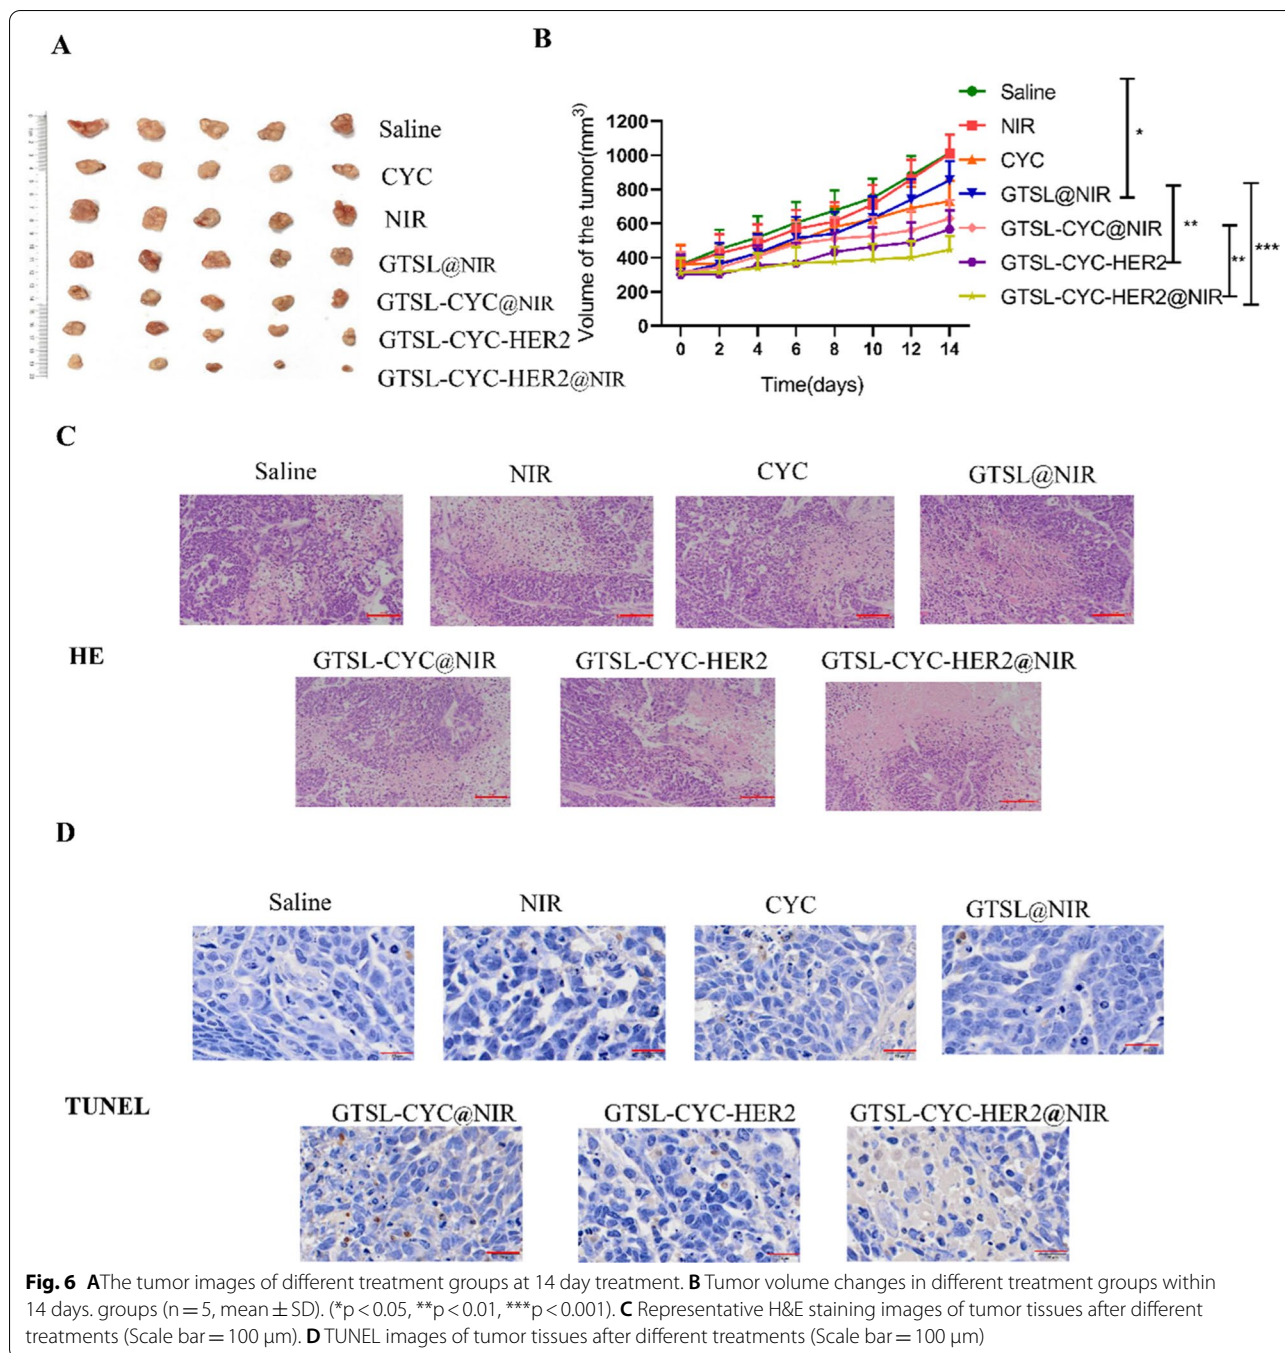 A
Saline
CYC
NIR
GTSL@NIR
GTSL-CYC@NIR
GTSL-CYC-HER2
GTSL-CYC-HER2@NIR
B
Volume of the tumor(mm³)
1200
1000
800
600
400
200
0
0 2 4 6 8 10 12 14
Time(days)
Saline
NIR
CYC
GTSL@NIR
GTSL-CYC@NIR
GTSL-CYC-HER2
GTSL-CYC-HER2@NIR
*
**
**
***
C
Saline NIR CYC GTSL@NIR
HE
GTSL-CYC@NIR GTSL-CYC-HER2 GTSL-CYC-HER2@NIR
D
Saline NIR CYC GTSL@NIR
TUNEL
GTSL-CYC@NIR GTSL-CYC-HER2 GTSL-CYC-HER2@NIR
Fig. 6 AThe tumor images of different treatment groups at 14 day treatment. B Tumor volume changes in different treatment groups within
14 days. groups (n = 5, mean ± SD). (*p < 0.05, **p < 0.01, ***p < 0.001). C Representative H&E staining images of tumor tissues after different
treatments (Scale bar = 100 μm). D TUNEL images of tumor tissues after different treatments (Scale bar = 100 μm)